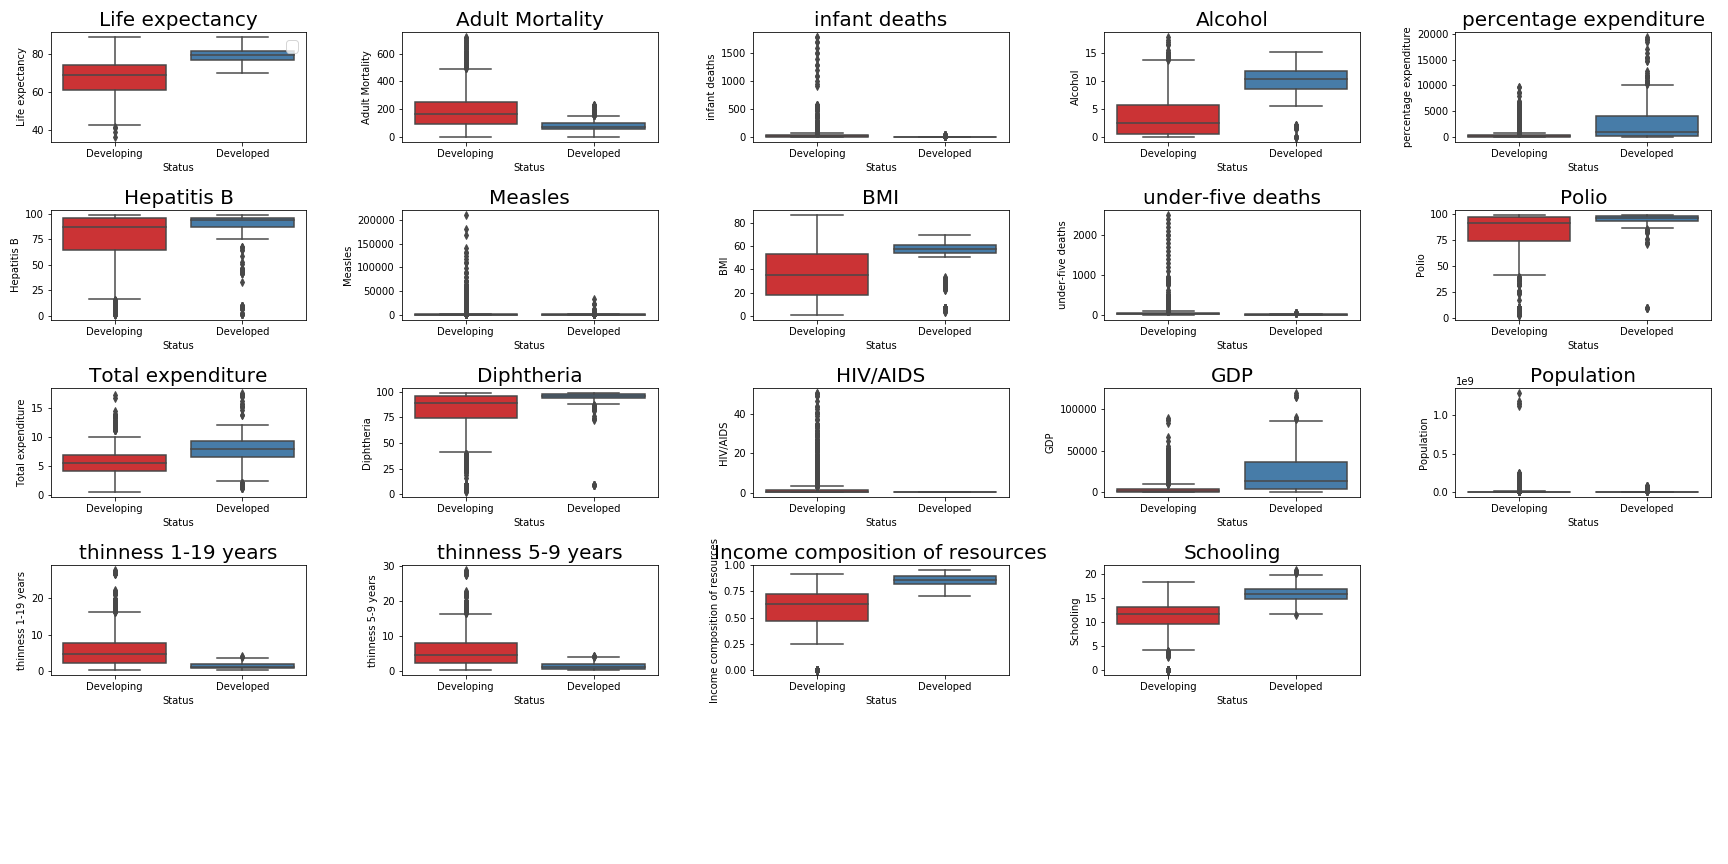 Life expectancy
Life expectancy
80
60
40
Developing
Developed
Status
Adult Mortality
Adult Mortality
600
400
200
0
Developing
Developed
Status
infant deaths
infant deaths
1500
1000
500
0
Developing
Developed
Status
Alcohol
Alcohol
15
10
5
0
Developing
Developed
Status
percentage expenditure
percentage expenditure
20000
15000
10000
5000
0
Developing
Developed
Status
Hepatitis B
Hepatitis B
100
75
50
25
0
Developing
Developed
Status
Measles
Measles
200000
150000
100000
50000
0
Developing
Developed
Status
BMI
BMI
80
60
40
20
0
Developing
Developed
Status
under-five deaths
under-five deaths
2000
1000
0
Developing
Developed
Status
Polio
Polio
100
75
50
25
0
Developing
Developed
Status
Total expenditure
Total expenditure
15
10
5
0
Developing
Developed
Status
Diphtheria
Diphtheria
100
75
50
25
0
Developing
Developed
Status
HIV/AIDS
HIV/AIDS
40
20
0
Developing
Developed
Status
GDP
GDP
100000
50000
0
Developing
Developed
Status
Population
1e9
Population
1.0
0.5
0.0
Developing
Developed
Status
thinness 1-19 years
thinness 1-19 years
20
10
0
Developing
Developed
Status
thinness 5-9 years
thinness 5-9 years
30
20
10
0
Developing
Developed
Status
Income composition of resources
Income composition of resources
1.00
0.75
0.50
0.25
0.00
Developing
Developed
Status
Schooling
Schooling
20
15
10
5
0
Developing
Developed
Status